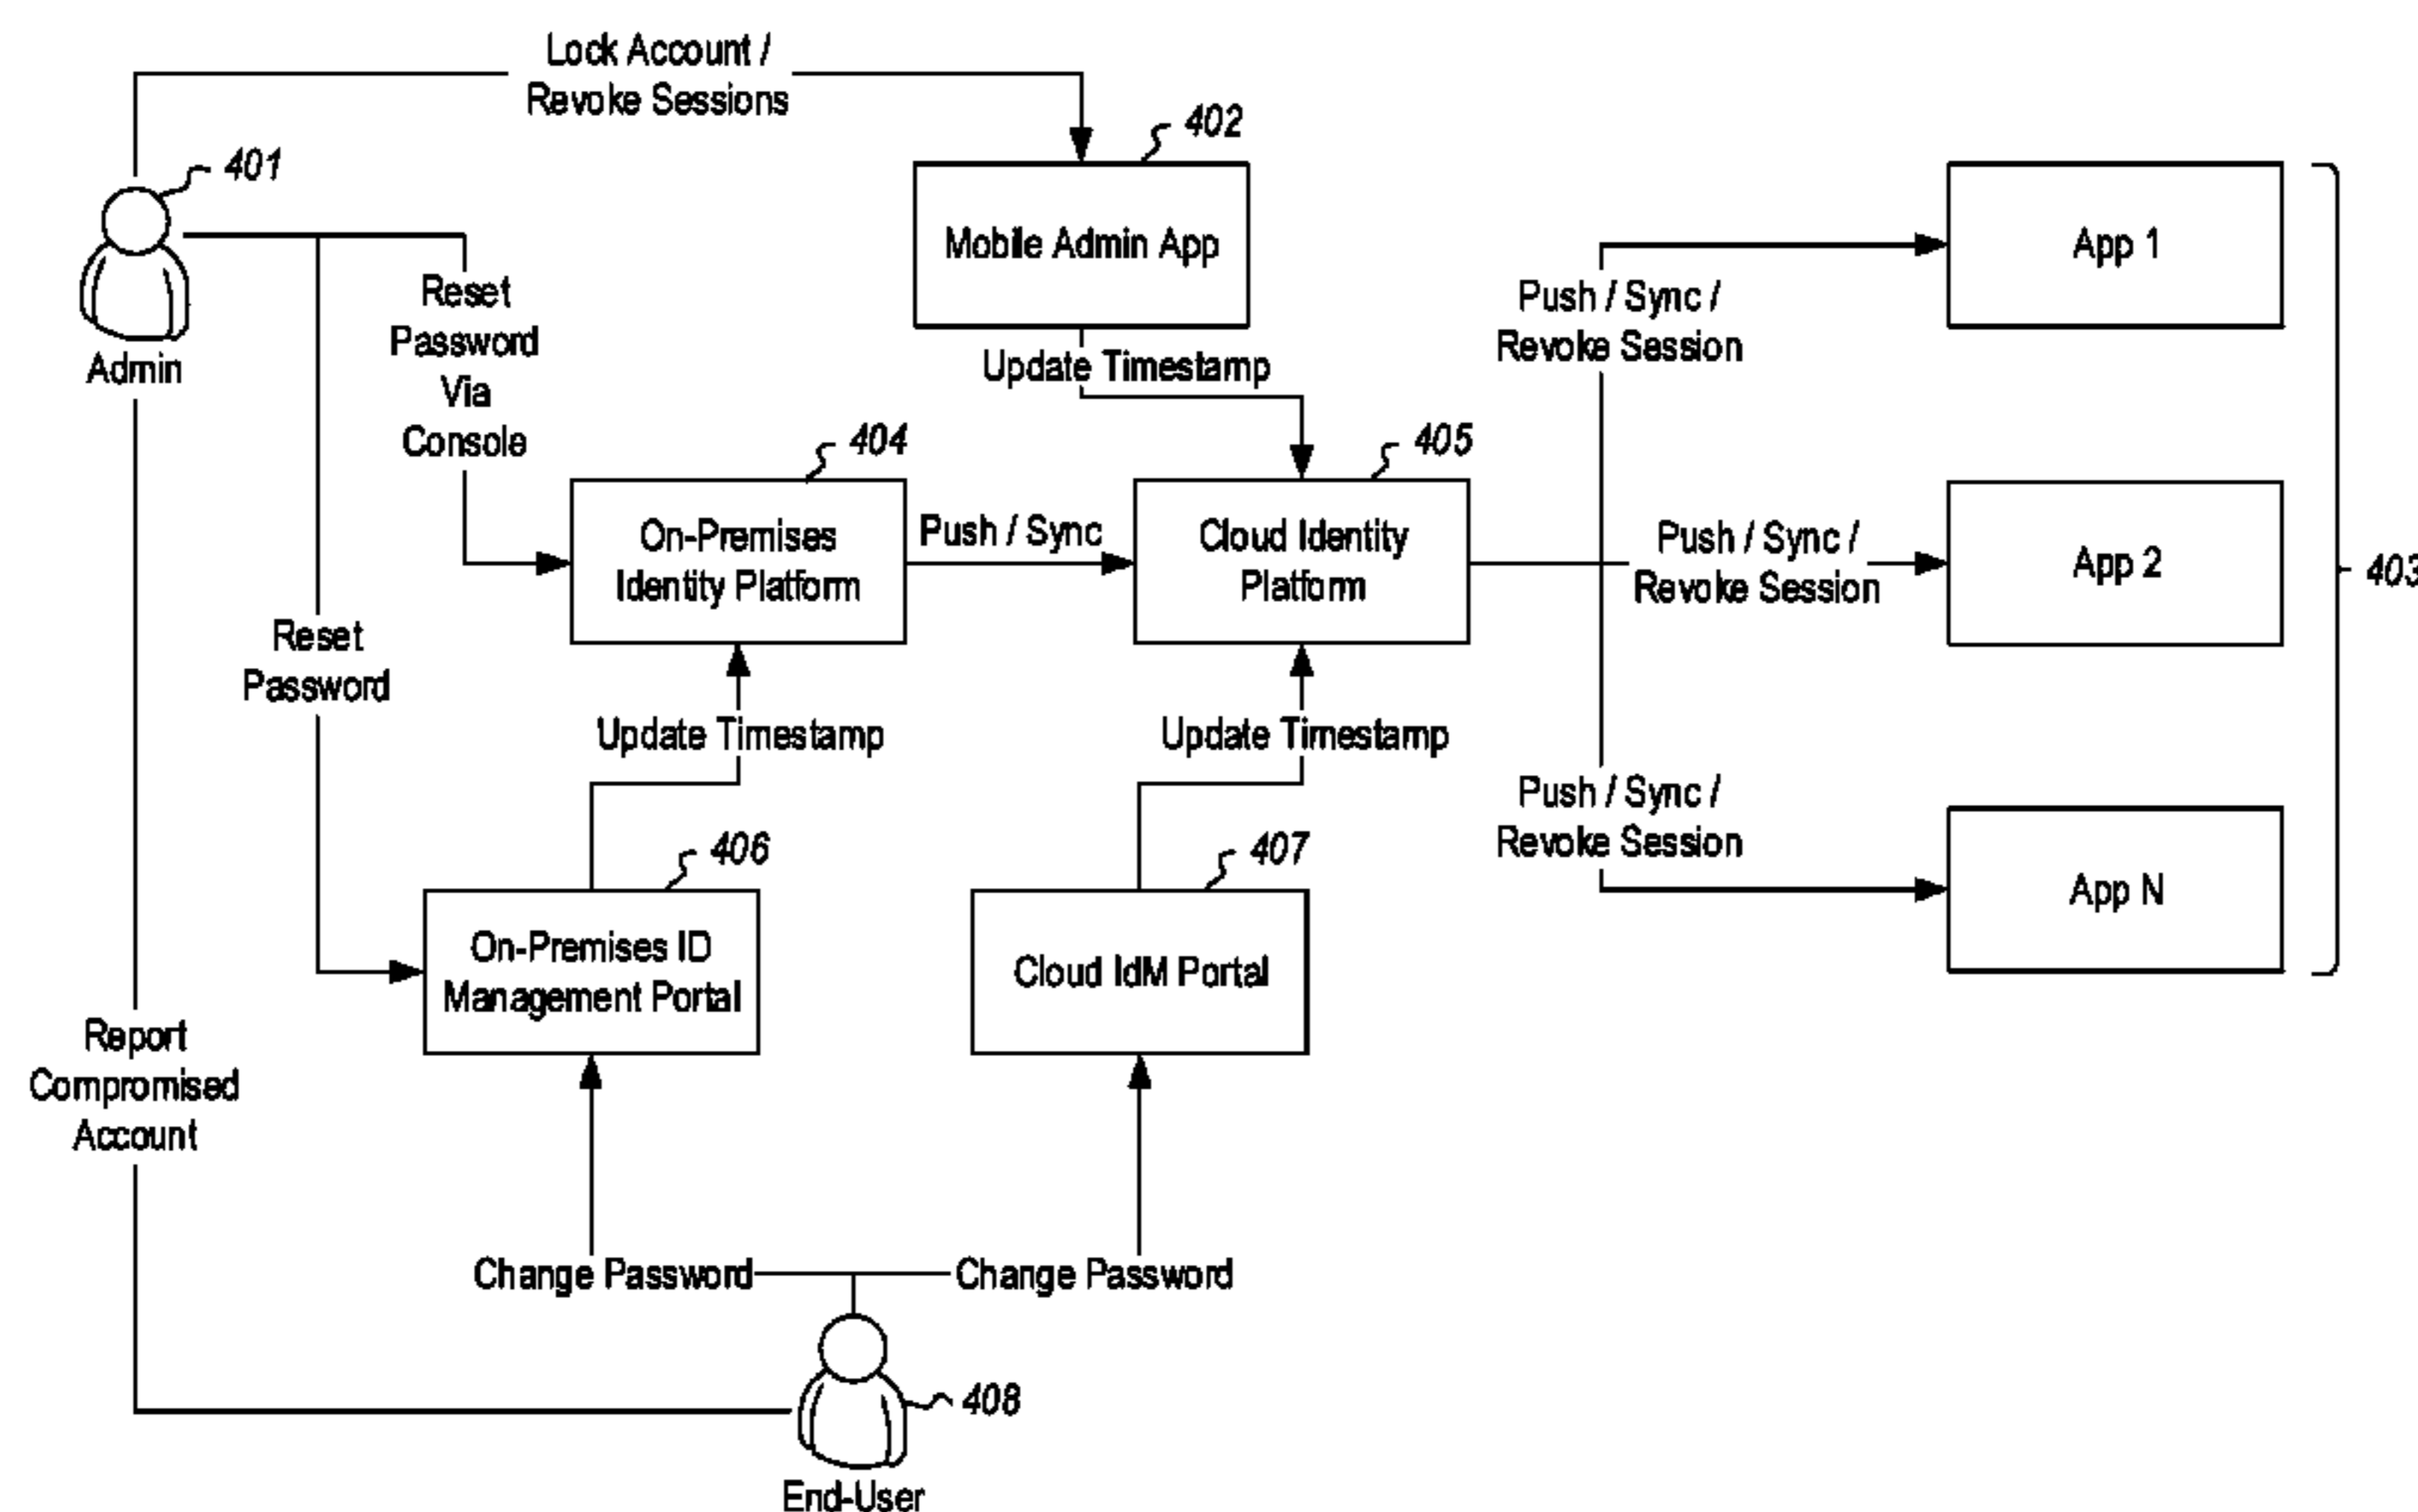 Lock Account /
Revoke Sessions
402
401
Mobile Admin App
App 1
Reset
Password
Via
Console
Push / Sync /
Revoke Session
Admin
Update Timestamp
404
405
On-Premises
Identity Platform
Push / Sync
Cloud Identity
Platform
Push / Sync /
Revoke Session
App 2
403
Reset
Password
Update Timestamp
Update Timestamp
Push / Sync /
Revoke Session
406
407
App N
On-Premises ID
Management Portal
Cloud IdM Portal
Report
Compromised
Account
Change Password
Change Password
408
End-User